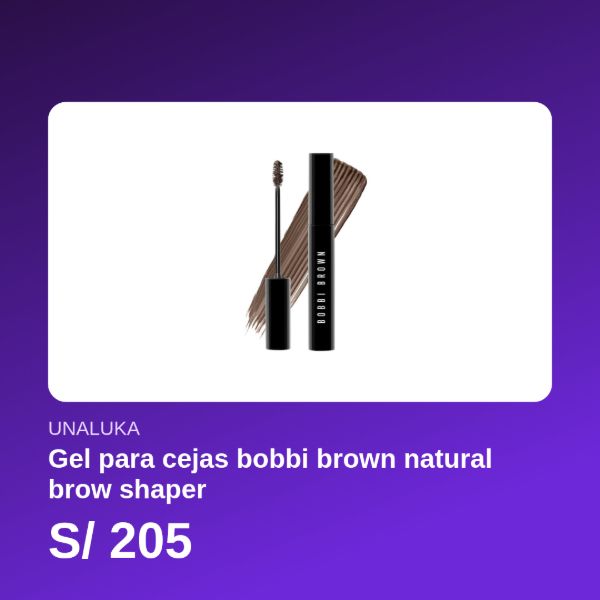 BOBBI BROWN
UNALUKA
Gel para cejas bobbi brown natural
brow shaper
S/ 205